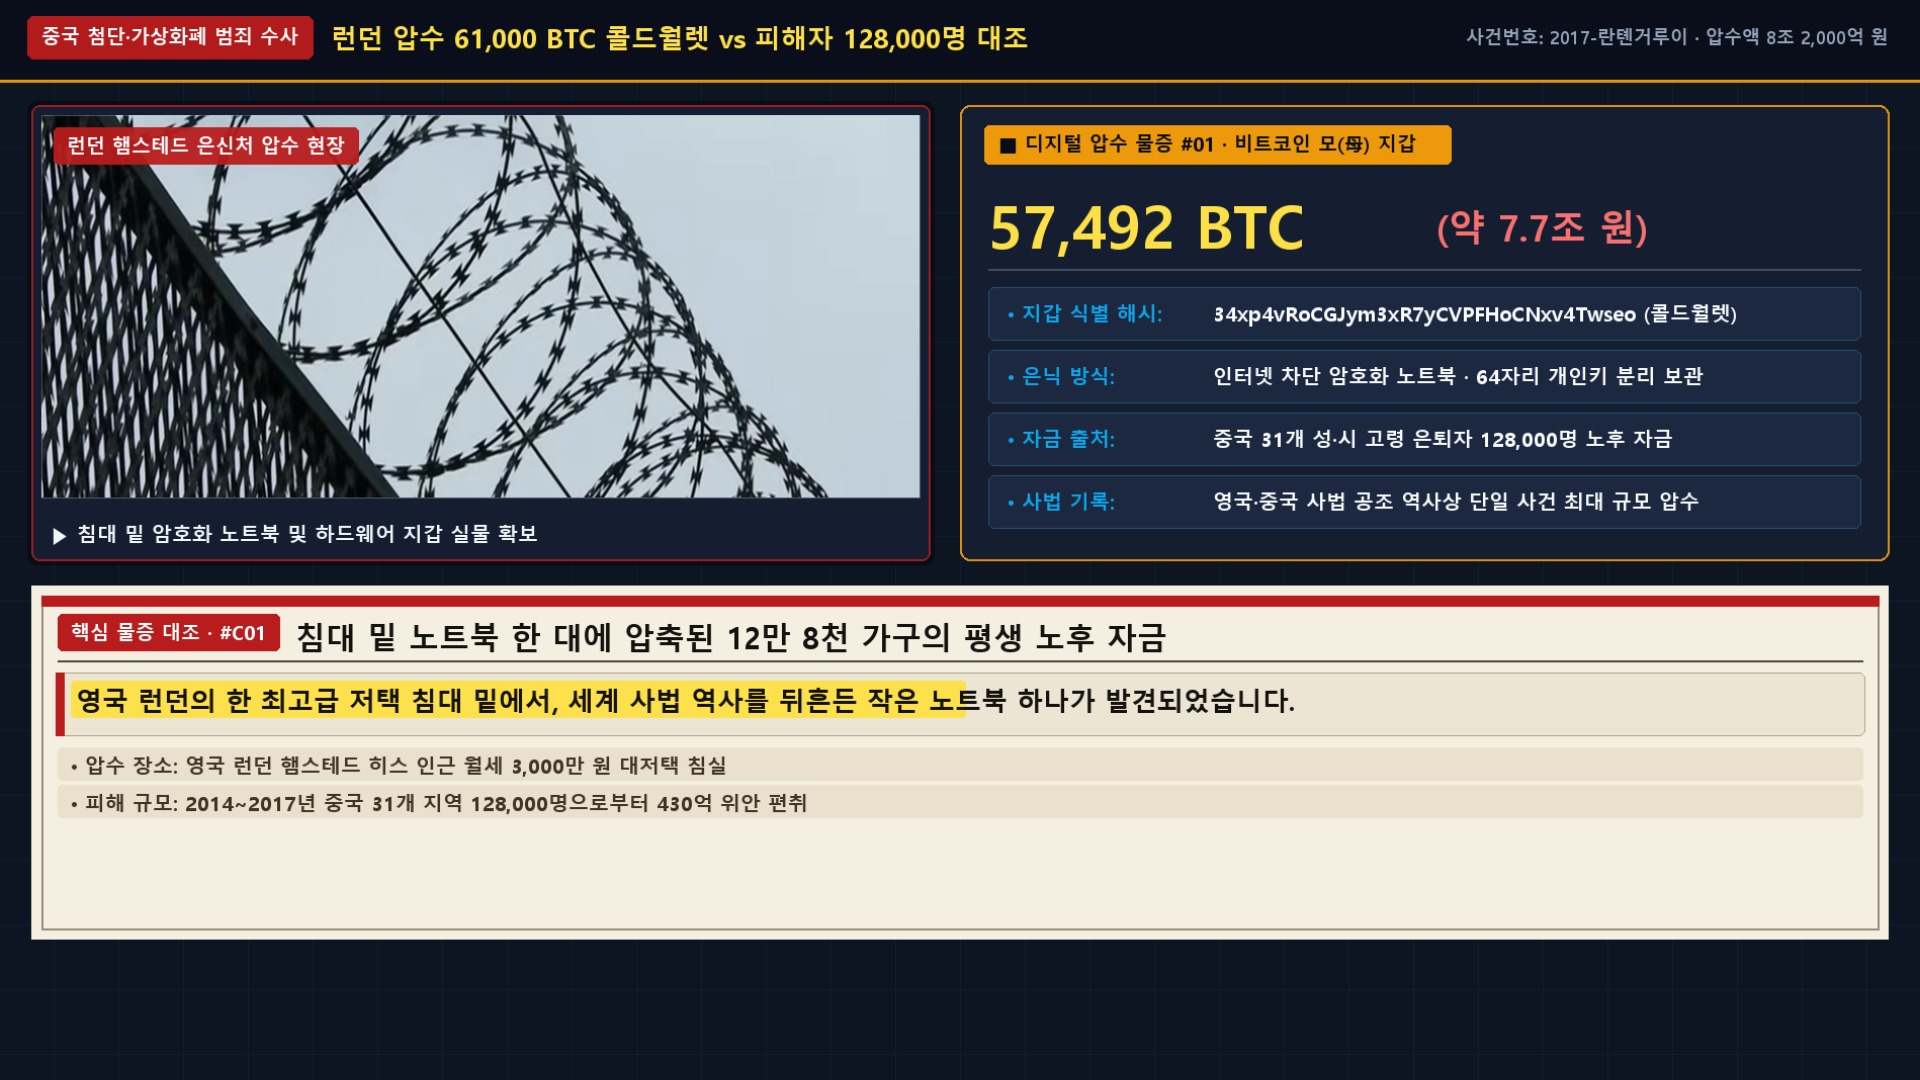 중국 첨단·가상화폐 범죄 수사
런던 압수 61,000 BTC 콜드월렛 vs 피해자 128,000명 대조
사건번호: 2017-란톈거루이 · 압수액 8조 2,000억 원
런던 햄스테드 은신처 압수 현장
▶ 침대 밑 암호화 노트북 및 하드웨어 지갑 실물 확보
■ 디지털 압수 물증 #01 · 비트코인 모(母) 지갑
57,492 BTC (약 7.7조 원)
• 지갑 식별 해시: 34xp4vRoCGJym3xR7yCVPFHoCNxv4Twseo (콜드월렛)
• 은닉 방식: 인터넷 차단 암호화 노트북 · 64자리 개인키 분리 보관
• 자금 출처: 중국 31개 성·시 고령 은퇴자 128,000명 노후 자금
• 사법 기록: 영국·중국 사법 공조 역사상 단일 사건 최대 규모 압수
핵심 물증 대조 · #C01
침대 밑 노트북 한 대에 압축된 12만 8천 가구의 평생 노후 자금
영국 런던의 한 최고급 저택 침대 밑에서, 세계 사법 역사를 뒤흔든 작은 노트북 하나가 발견되었습니다.
• 압수 장소: 영국 런던 햄스테드 히스 인근 월세 3,000만 원 대저택 침실
• 피해 규모: 2014~2017년 중국 31개 지역 128,000명으로부터 430억 위안 편취